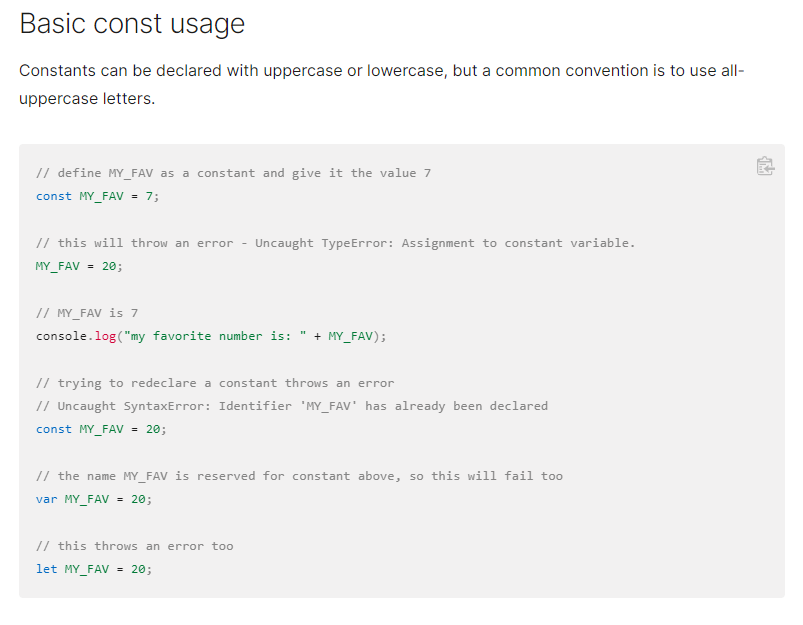 Basic const usage
Constants can be declared with uppercase or lowercase, but a common convention is to use all-
uppercase letters.
// define MY_FAV as a constant and give it the value 7
const MY_FAV = 7;
// this will throw an error - Uncaught TypeError: Assignment to constant variable.
MY_FAV = 20;
// MY_FAV is 7
console.log("my favorite number is: " + MY_FAV);
// trying to redeclare a constant throws an error
// Uncaught SyntaxError: Identifier 'MY_FAV' has already been declared
const MY_FAV = 20;
// the name MY_FAV is reserved for constant above, so this will fail too
var MY_FAV = 20;
// this throws an error too
let MY_FAV = 20;